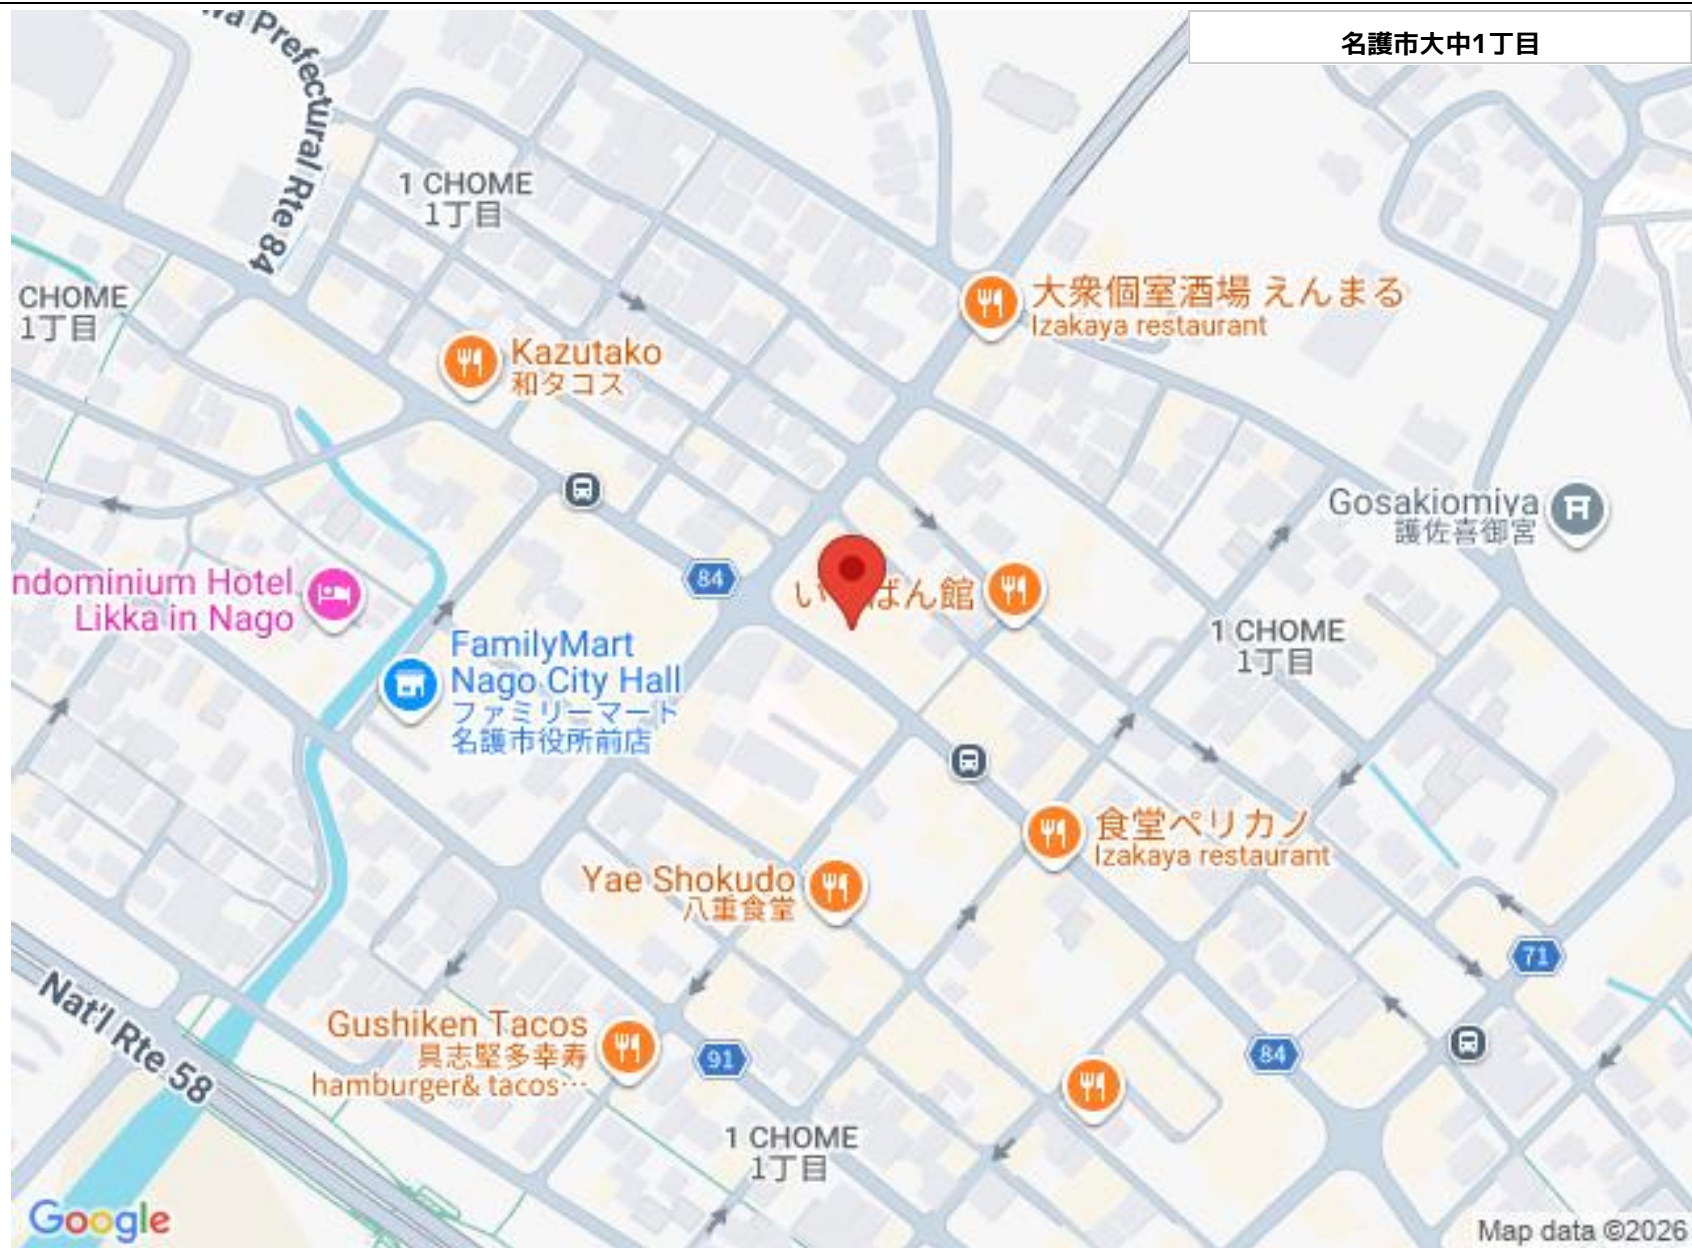 名護市大中1丁目
wa Prefectural Rte 84
1 CHOME
1丁目
CHOME
1丁目
大衆個室酒場 えんまる
Izakaya restaurant
Kazutako
和タコス
Gosakiomiya
護佐喜御宮
84
ばん館
ndominium Hotel
Likka in Nago
FamilyMart
Nago City Hall
ファミリーマート
名護市役所前店
1 CHOME
1丁目
食堂ペリカノ
Izakaya restaurant
Yae Shokudo
八重食堂
71
Nat'l Rte 58
Gushiken Tacos
具志堅多幸寿
hamburger& tacos…
91
84
1 CHOME
1丁目
Google
Map data ©2026